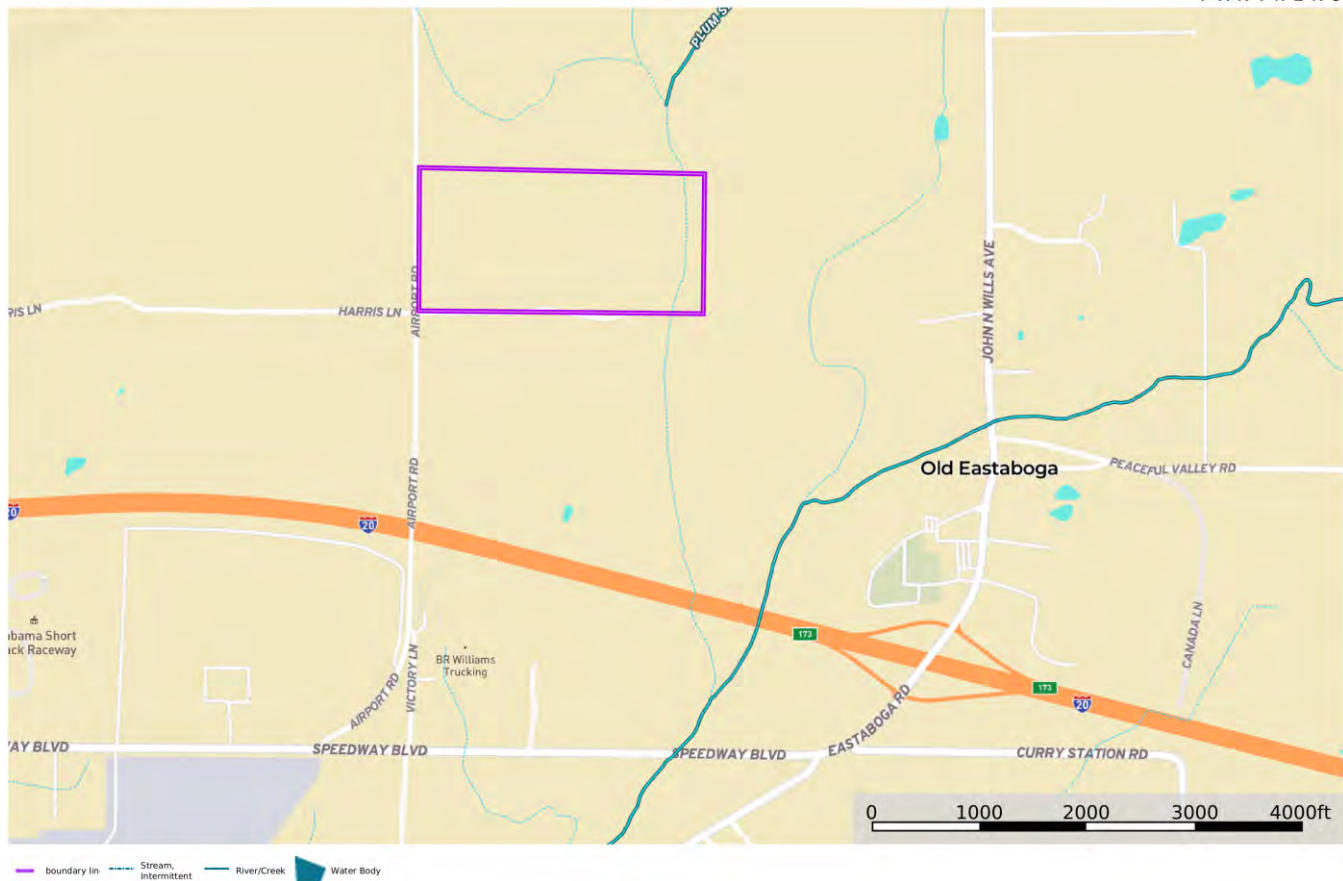 PLUM S
AIRPORT RD
JOHN N WILLS AVE
RIS LN
HARRIS LN
Old Eastaboga
PEACEFUL VALLEY RD
AIRPORT RD
20
20
173
CANADA LN
abama Short
ack Raceway
BR Williams
Trucking
VICTORY LN
AIRPORT RD
173
20
EASTABOGA RD
WAY BLVD
SPEEDWAY BLVD
SPEEDWAY BLVD
CURRY STATION RD
0 1000 2000 3000 4000ft
boundary lin
Stream,
Intermittent
River/Creek
Water Body